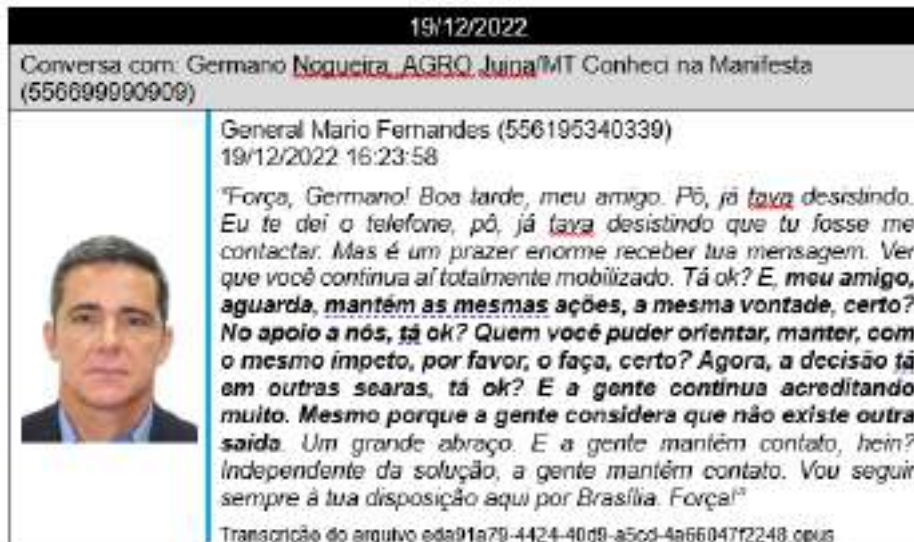 19/12/2022
Conversa com: Germano Nogueira AGRO Juina/MT Conheci na Manifesta
(556699990909)
General Mario Fernandes (556195340339)
19/12/2022 16:23:58
"Força, Germano! Boa tarde, meu amigo. Pô, já tava desistindo.
Eu te dei o telefone, pô, já tava desistindo que tu fosse me
contactar. Mas é um prazer enorme receber tua mensagem. Ver
que você continua aí totalmente mobilizado. Tá ok? E, meu amigo,
aguarda, mantém as mesmas ações, a mesma vontade, certo?
No apoio a nós, tá ok? Quem você puder orientar, manter, com
o mesmo ímpeto, por favor, o faça, certo? Agora, a decisão tá
em outras searas, tá ok? E a gente continua acreditando
muito. Mesmo porque a gente considera que não existe outra
saída. Um grande abraço. E a gente mantém contato, hein?
Independente da solução, a gente mantém contato. Vou seguir
sempre à tua disposição aqui por Brasília. Força!"
Transcrição do arquivo eda91a79-4424-40d9-a5cd-4a66047f2248.opus